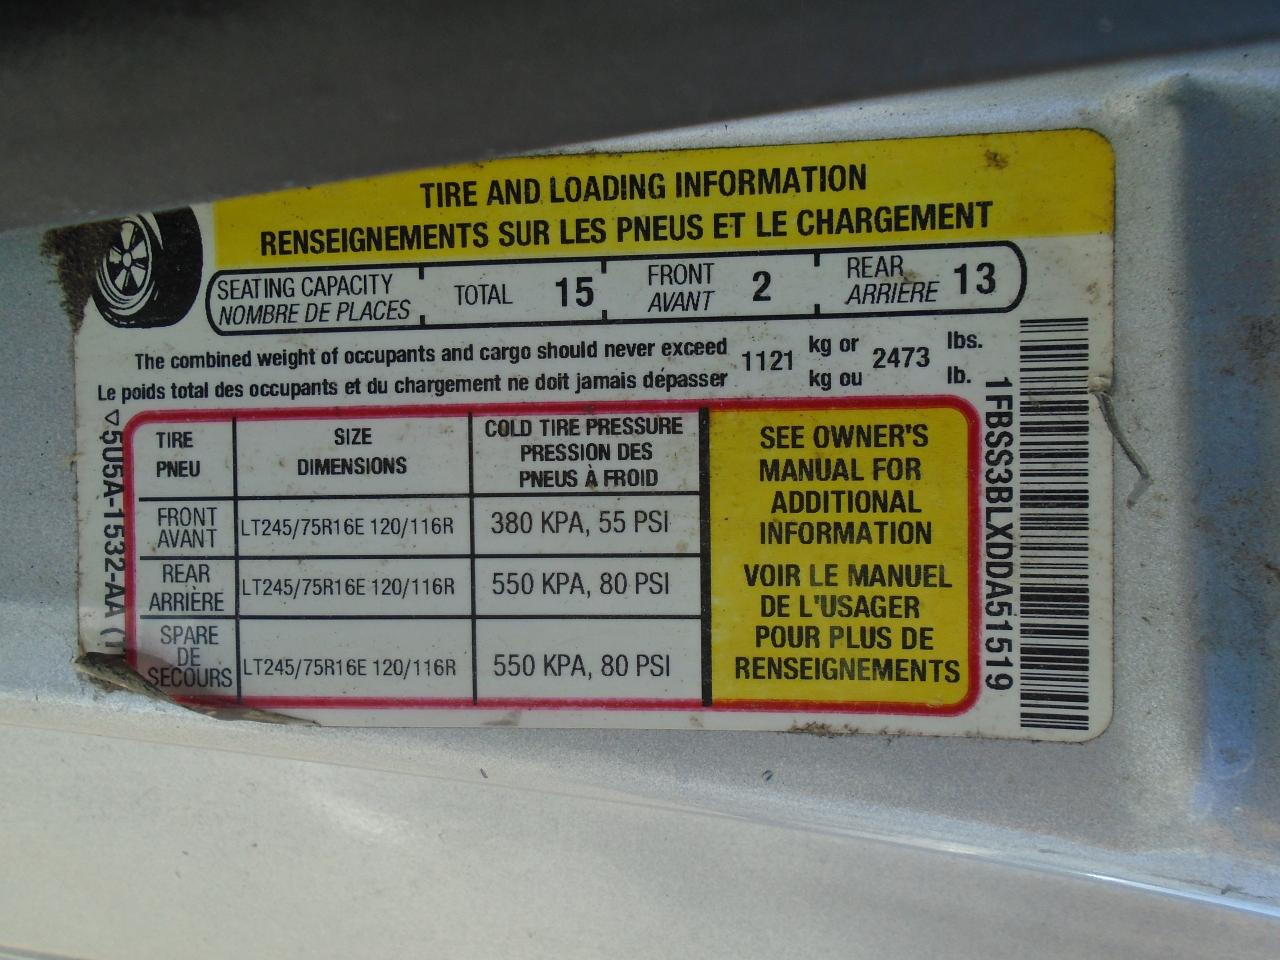 TIRE AND LOADING INFORMATION
RENSEIGNEMENTS SUR LES PNEUS ET LE CHARGEMENT
SEATING CAPACITY
NOMBRE DE PLACES
TOTAL 15
FRONT
AVANT
2
REAR
ARRIERE
13
The combined weight of occupants and cargo should never exceed 1121 kg or 2473 lbs.
Le poids total des occupants et du chargement ne doit jamais dépasser kg ou lb.
TIRE
PNEU
SIZE
DIMENSIONS
COLD TIRE PRESSURE
PRESSION DES
PNEUS À FROID
FRONT
AVANT
LT245/75R16E 120/116R
380 KPA, 55 PSI
REAR
ARRIÈRE
LT245/75R16E 120/116R
550 KPA, 80 PSI
SPARE
DE
SECOURS
LT245/75R16E 120/116R
550 KPA, 80 PSI
SEE OWNER'S
MANUAL FOR
ADDITIONAL
INFORMATION
VOIR LE MANUEL
DE L'USAGER
POUR PLUS DE
RENSEIGNEMENTS
5U5A-1532-AA
1FBSS3BLXDDA51519